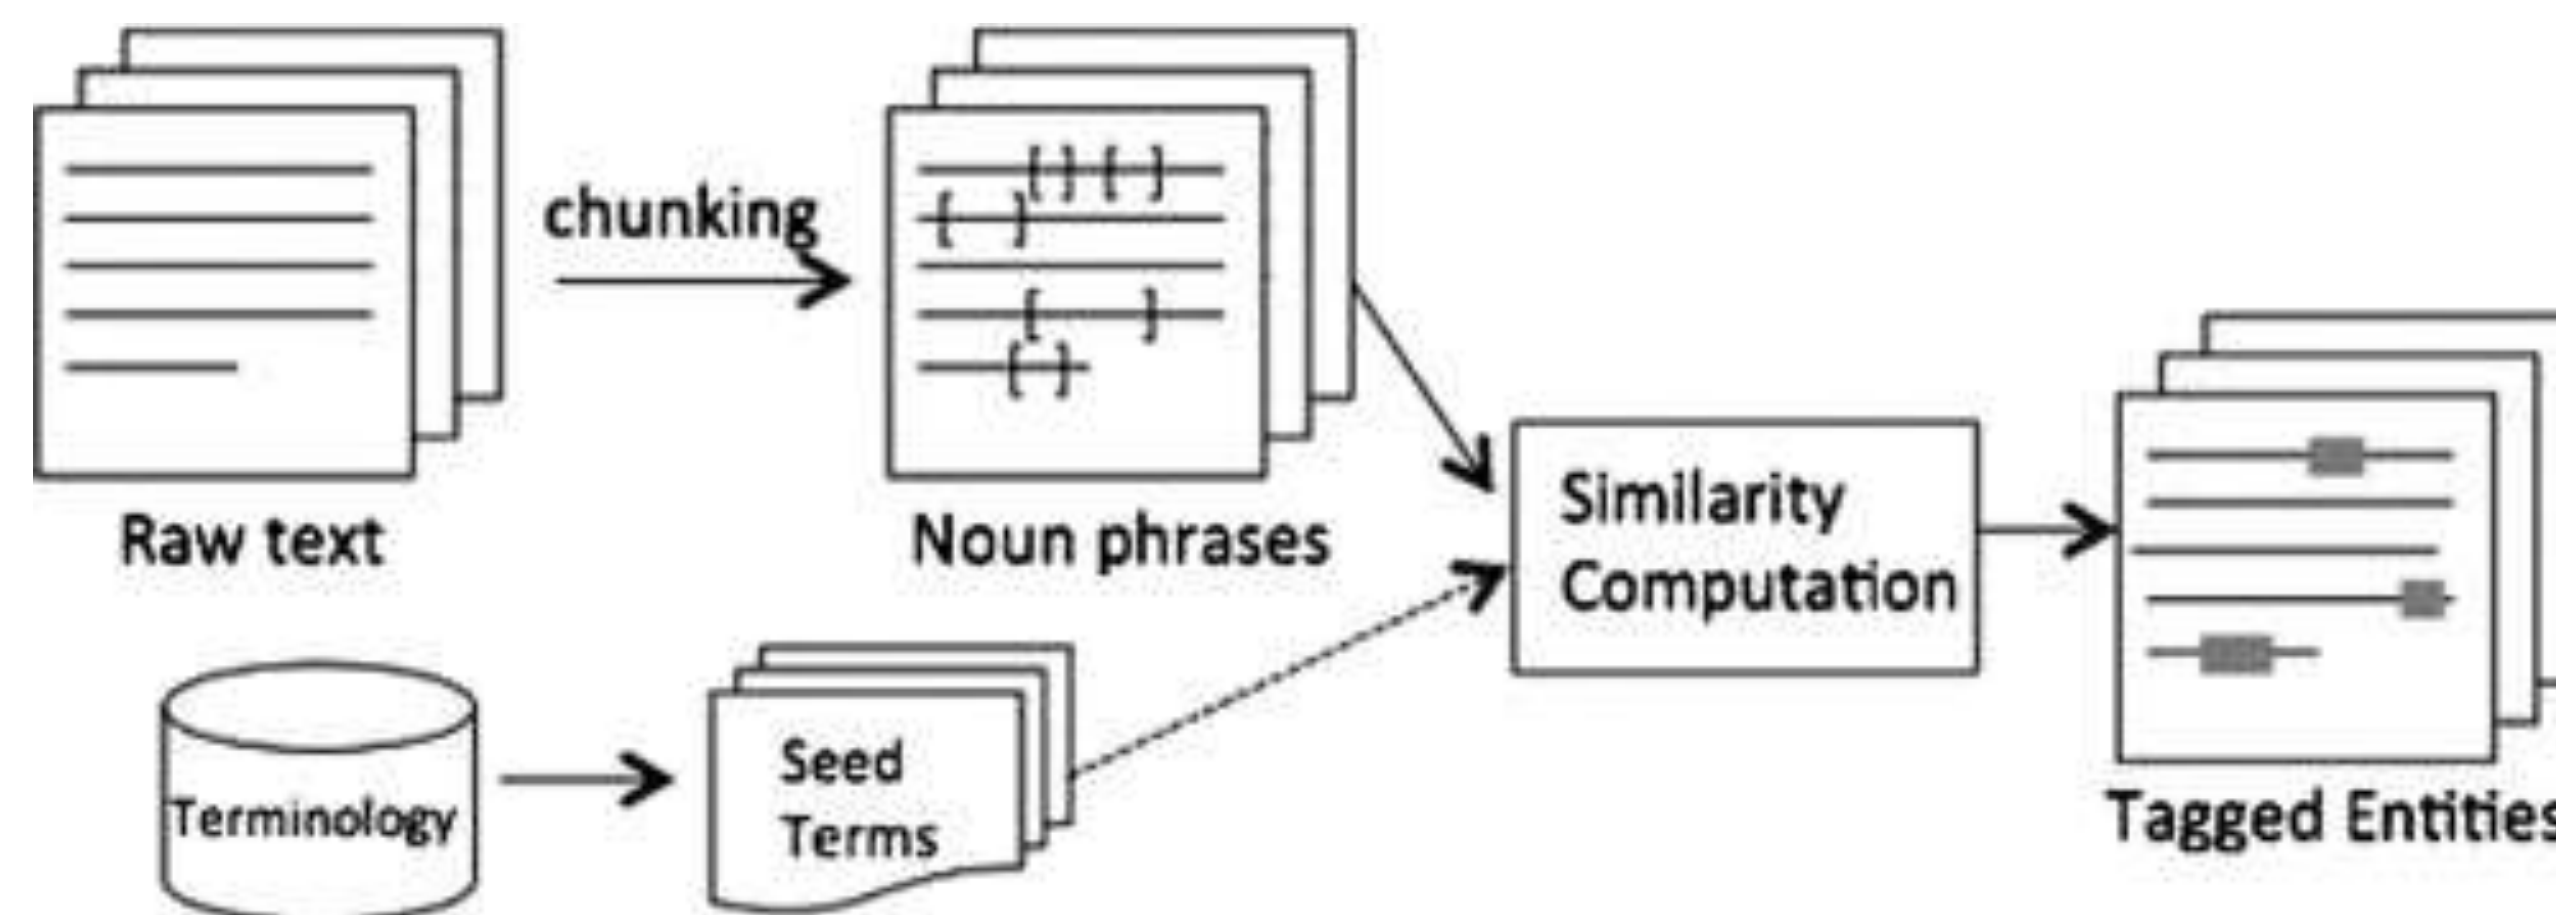 chunking
Raw text
Noun phrases
Similarity
Computation
Terminology
Seed
Terms
Tagged Entities